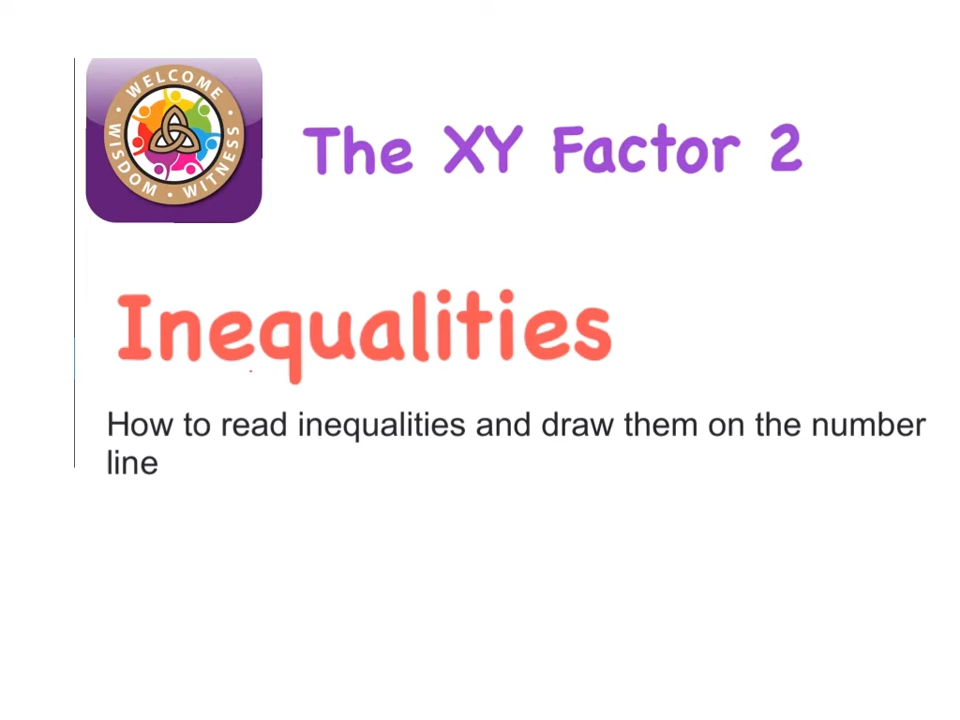 WELCOME • WITNESS • WISDOM •
The XY Factor 2
Inequalities
How to read inequalities and draw them on the number
line